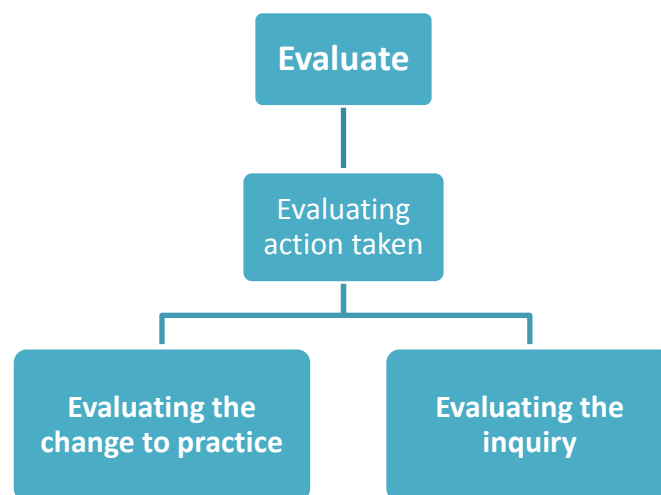 Evaluate
Evaluating
action taken
Evaluating the
change to practice
Evaluating the
inquiry